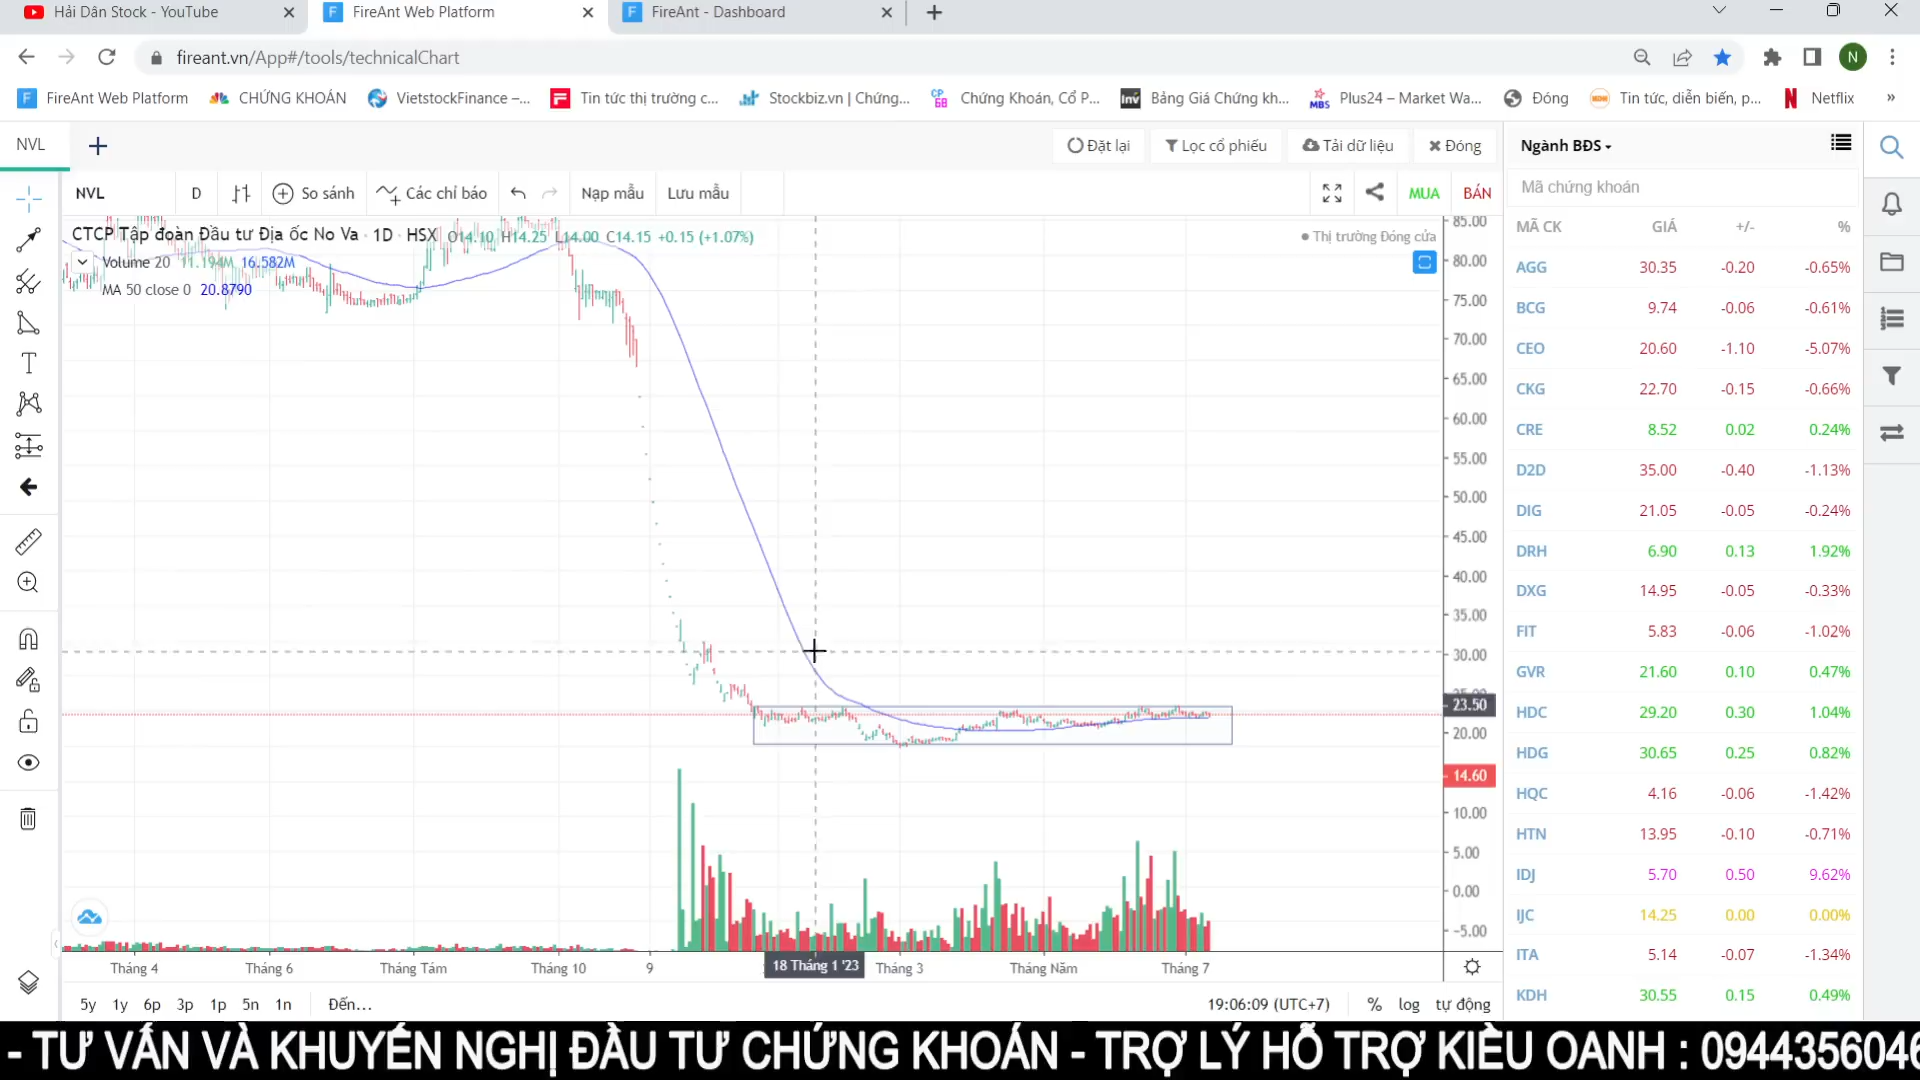 Hải Dân Stock - YouTube
FireAnt Web Platform
FireAnt - Dashboard
fireant.vn/App#/tools/technicalChart
N
FireAnt Web Platform
CHỨNG KHOÁN
VietstockFinance –...
Tin tức thị trường c...
Stockbiz.vn | Chứng...
Chứng Khoán, Cổ P...
Bảng Giá Chứng kh...
Plus24 – Market Wa...
Đóng
Tin tức, diễn biến, p...
Netflix
»
NVL
Đặt lại
Lọc cổ phiếu
Tải dữ liệu
Đóng
Ngành BĐS
NVL
D
So sánh
Các chỉ báo
Nạp mẫu
Lưu mẫu
MUA
BÁN
Mã chứng khoán
CTCP Tập đoàn Đầu tư Địa ốc No Va · 1D · HSX O14.10 H14.25 L14.00 C14.15 +0.15 (+1.07%)
Thị trường Đóng cửa
Volume 20 11.194M 16.582M
MA 50 close 0 20.8790
85.00
80.00
75.00
70.00
65.00
60.00
55.00
50.00
45.00
40.00
35.00
30.00
23.50
20.00
14.60
10.00
5.00
0.00
-5.00
MÃ CK GIÁ +/- %
AGG 30.35 -0.20 -0.65%
BCG 9.74 -0.06 -0.61%
CEO 20.60 -1.10 -5.07%
CKG 22.70 -0.15 -0.66%
CRE 8.52 0.02 0.24%
D2D 35.00 -0.40 -1.13%
DIG 21.05 -0.05 -0.24%
DRH 6.90 0.13 1.92%
DXG 14.95 -0.05 -0.33%
FIT 5.83 -0.06 -1.02%
GVR 21.60 0.10 0.47%
HDC 29.20 0.30 1.04%
HDG 30.65 0.25 0.82%
HQC 4.16 -0.06 -1.42%
HTN 13.95 -0.10 -0.71%
IDJ 5.70 0.50 9.62%
IJC 14.25 0.00 0.00%
ITA 5.14 -0.07 -1.34%
KDH 30.55 0.15 0.49%
Tháng 4
Tháng 6
Tháng Tám
Tháng 10
9
18 Tháng 1 '23
Tháng 3
Tháng Năm
Tháng 7
5y 1y 6p 3p 1p 5n 1n
Đến...
19:06:09 (UTC+7)
% log tự động
- TƯ VẤN VÀ KHUYẾN NGHỊ ĐẦU TƯ CHỨNG KHOÁN - TRỢ LÝ HỖ TRỢ KIỀU OANH : 0944356046